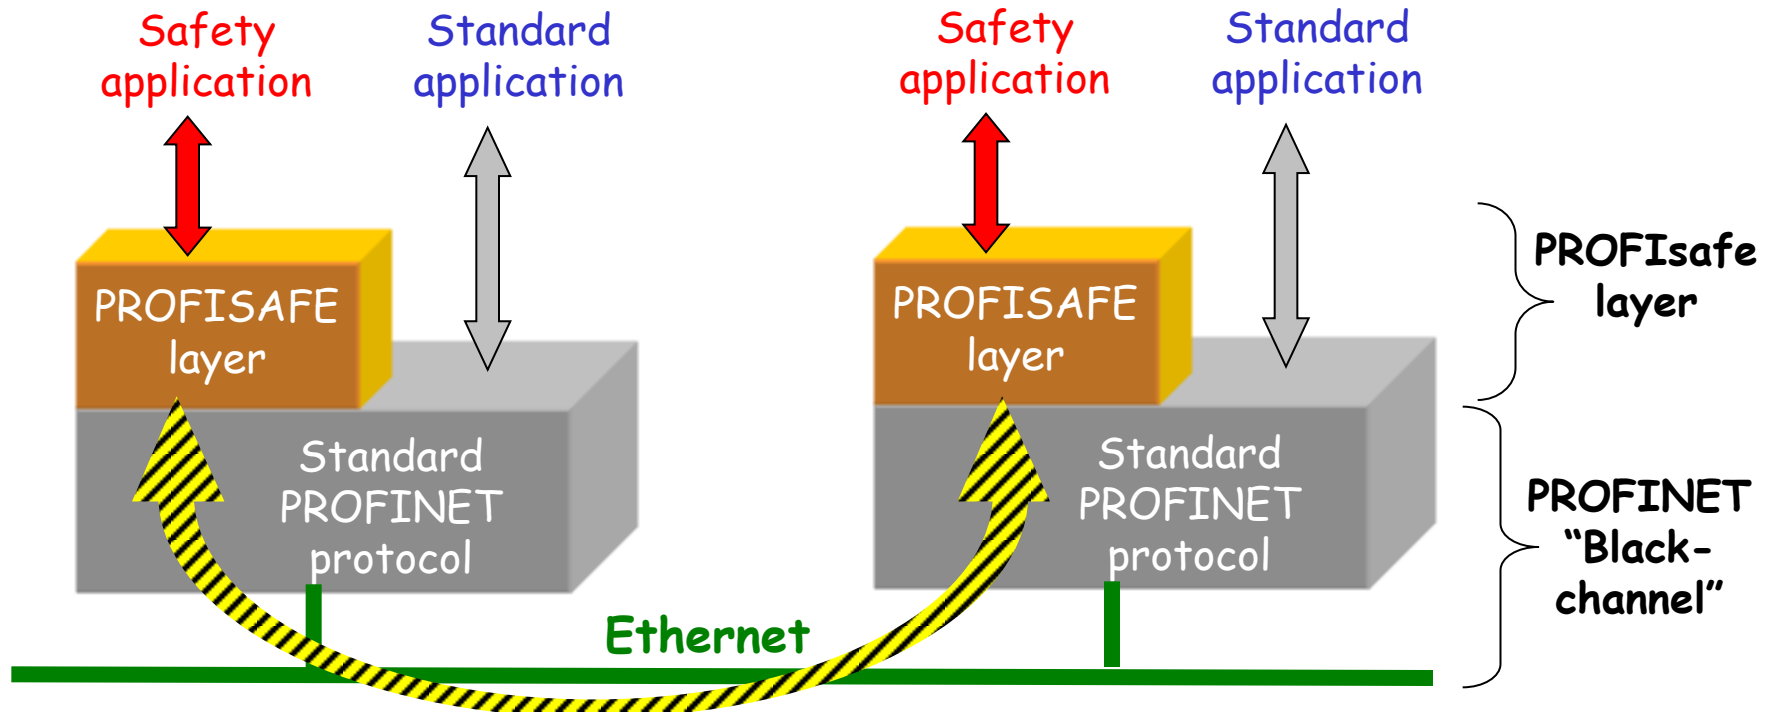 Safety
application
Standard
application
Safety
application
Standard
application
PROFISAFE
layer
PROFISAFE
layer
PROFIsafe
layer
Standard
PROFINET
protocol
Standard
PROFINET
protocol
PROFINET
“Black-
channel”
Ethernet